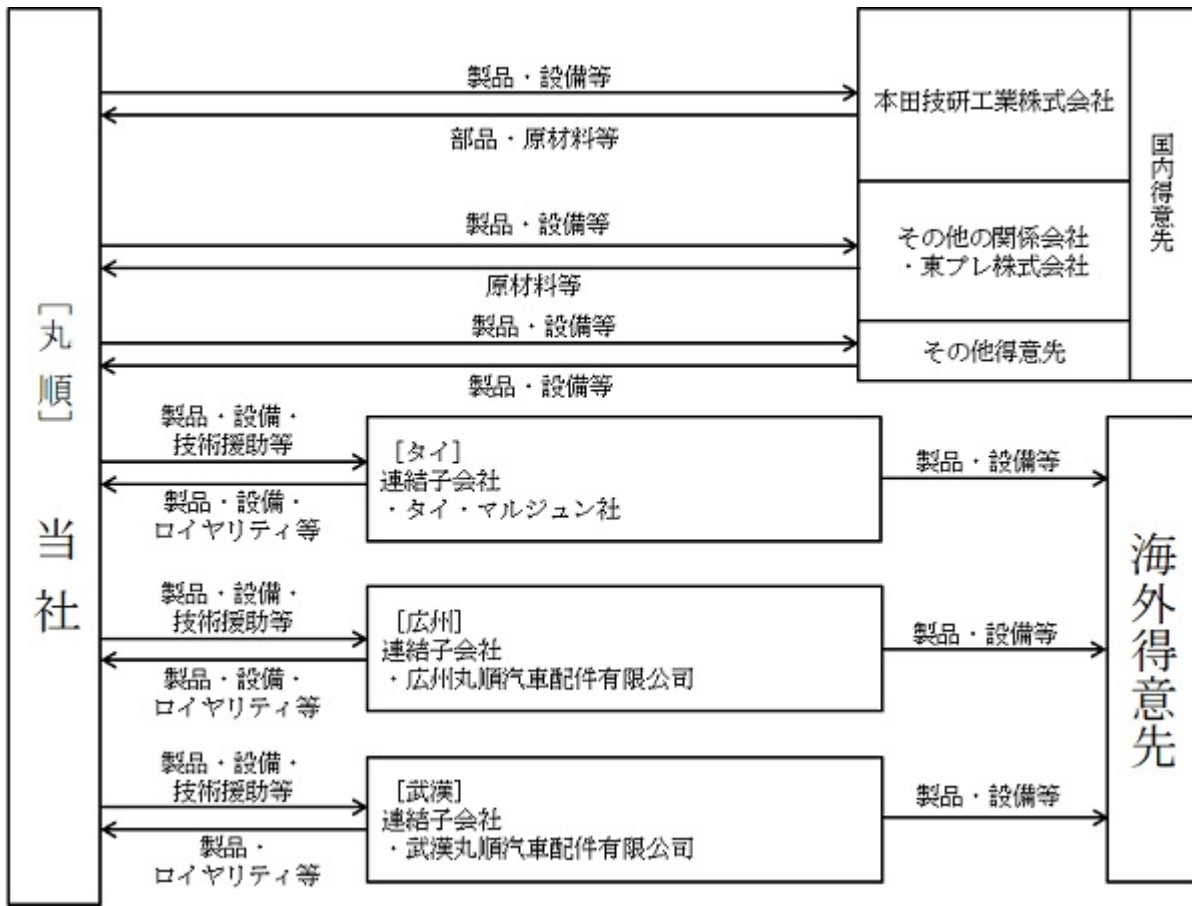 [丸順]
当社
製品・設備等
部品・原材料等
本田技研工業株式会社
国内得意先
製品・設備等
原材料等
その他の関係会社
・東プレ株式会社
製品・設備等
製品・設備等
その他得意先
製品・設備・
技術援助等
製品・設備・
ロイヤリティ等
[タイ]
連結子会社
・タイ・マルジュン社
製品・設備等
海外得意先
製品・設備・
技術援助等
製品・設備・
ロイヤリティ等
[広州]
連結子会社
・広州丸順汽車配件有限公司
製品・設備等
製品・設備・
技術援助等
製品・
ロイヤリティ等
[武漢]
連結子会社
・武漢丸順汽車配件有限公司
製品・設備等